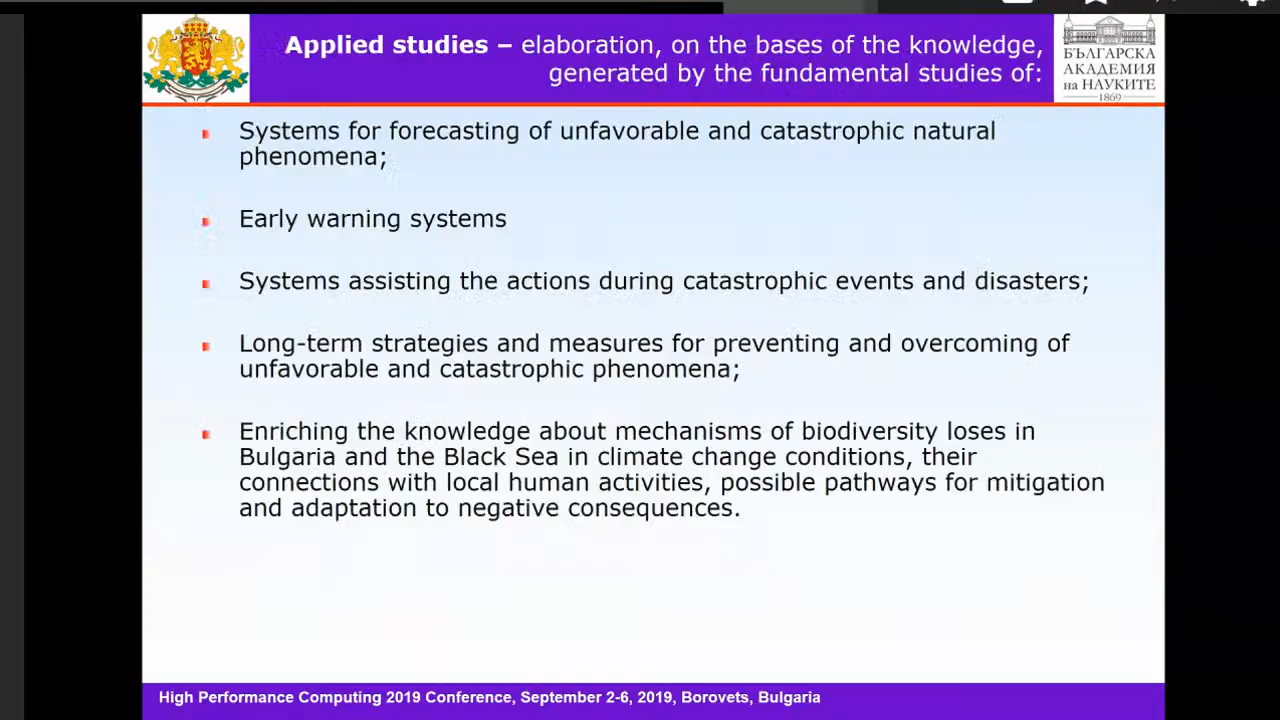 Applied studies – elaboration, on the bases of the knowledge,
generated by the fundamental studies of:
БЪЛГАРСКА
АКАДЕМИЯ
на НАУКИТЕ
1869
Systems for forecasting of unfavorable and catastrophic natural
phenomena;
Early warning systems
Systems assisting the actions during catastrophic events and disasters;
Long-term strategies and measures for preventing and overcoming of
unfavorable and catastrophic phenomena;
Enriching the knowledge about mechanisms of biodiversity loses in
Bulgaria and the Black Sea in climate change conditions, their
connections with local human activities, possible pathways for mitigation
and adaptation to negative consequences.
High Performance Computing 2019 Conference, September 2-6, 2019, Borovets, Bulgaria